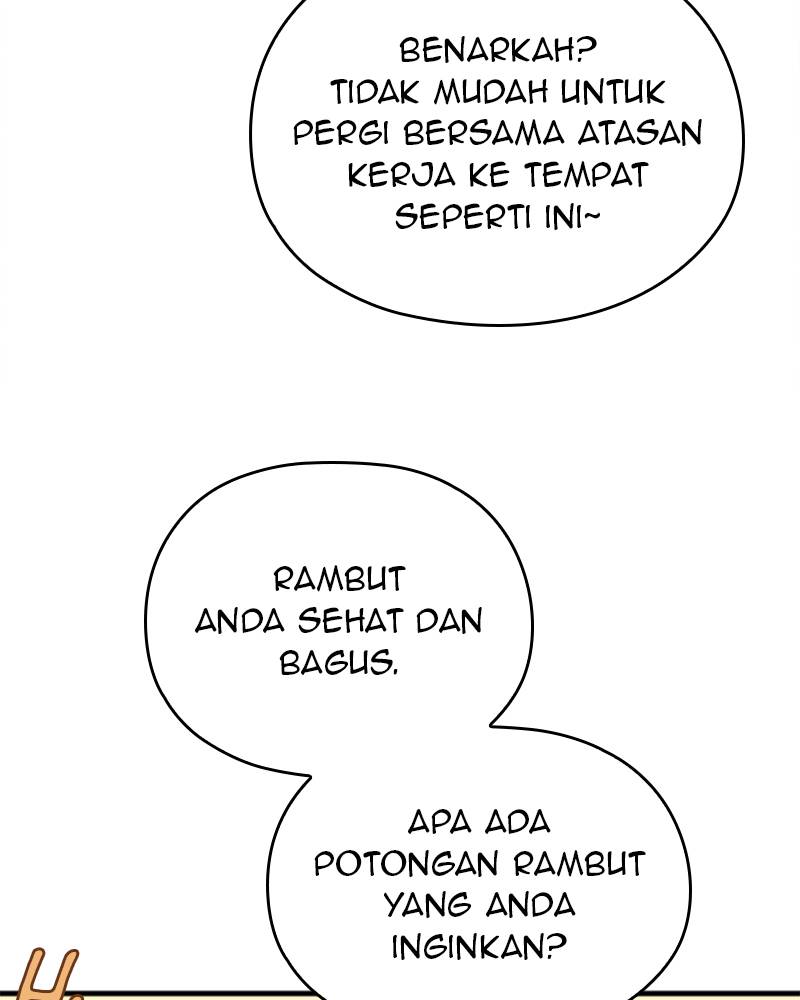 BENARKAH?
TIDAK MUDAH UNTUK
PERGI BERSAMA ATASAN
KERJA KE TEMPAT
SEPERTI INI~
RAMBUT
ANDA SEHAT DAN
BAGUS.
APA ADA
POTONGAN RAMBUT
YANG ANDA
INGINKAN?